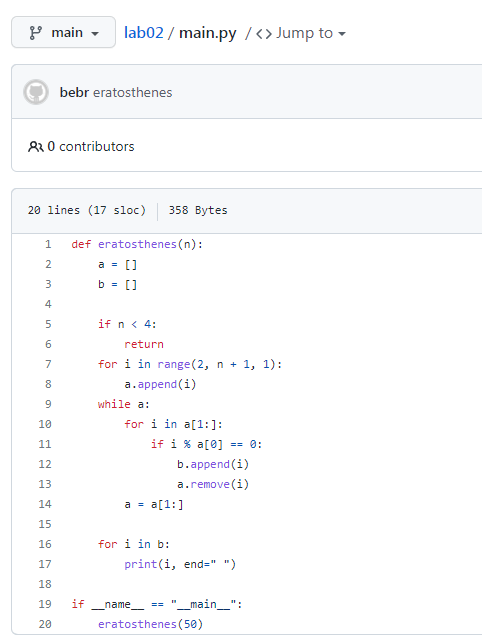 main
lab02 / main.py / <> Jump to
bebr eratosthenes
0 contributors
20 lines (17 sloc) 358 Bytes
1 def eratosthenes(n):
2     a = []
3     b = []
4
5     if n < 4:
6         return
7     for i in range(2, n + 1, 1):
8         a.append(i)
9     while a:
10         for i in a[1:]:
11             if i % a[0] == 0:
12                 b.append(i)
13                 a.remove(i)
14         a = a[1:]
15
16     for i in b:
17         print(i, end=" ")
18
19 if __name__ == "__main__":
20     eratosthenes(50)